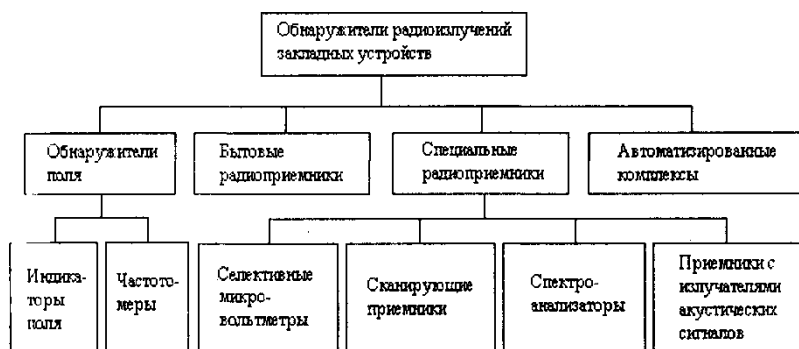 Обнаружители радиоизлучений
закладных устройств
Обнаружители
поля
Бытовые
радиоприемники
Специальные
радиоприемники
Автоматизированные
комплексы
Индика-
торы
поля
Частото-
меры
Селективные
микро-
вольтметры
Сканирующие
приемники
Спектро-
анализаторы
Приемники с
излучателями
акустических
сигналов